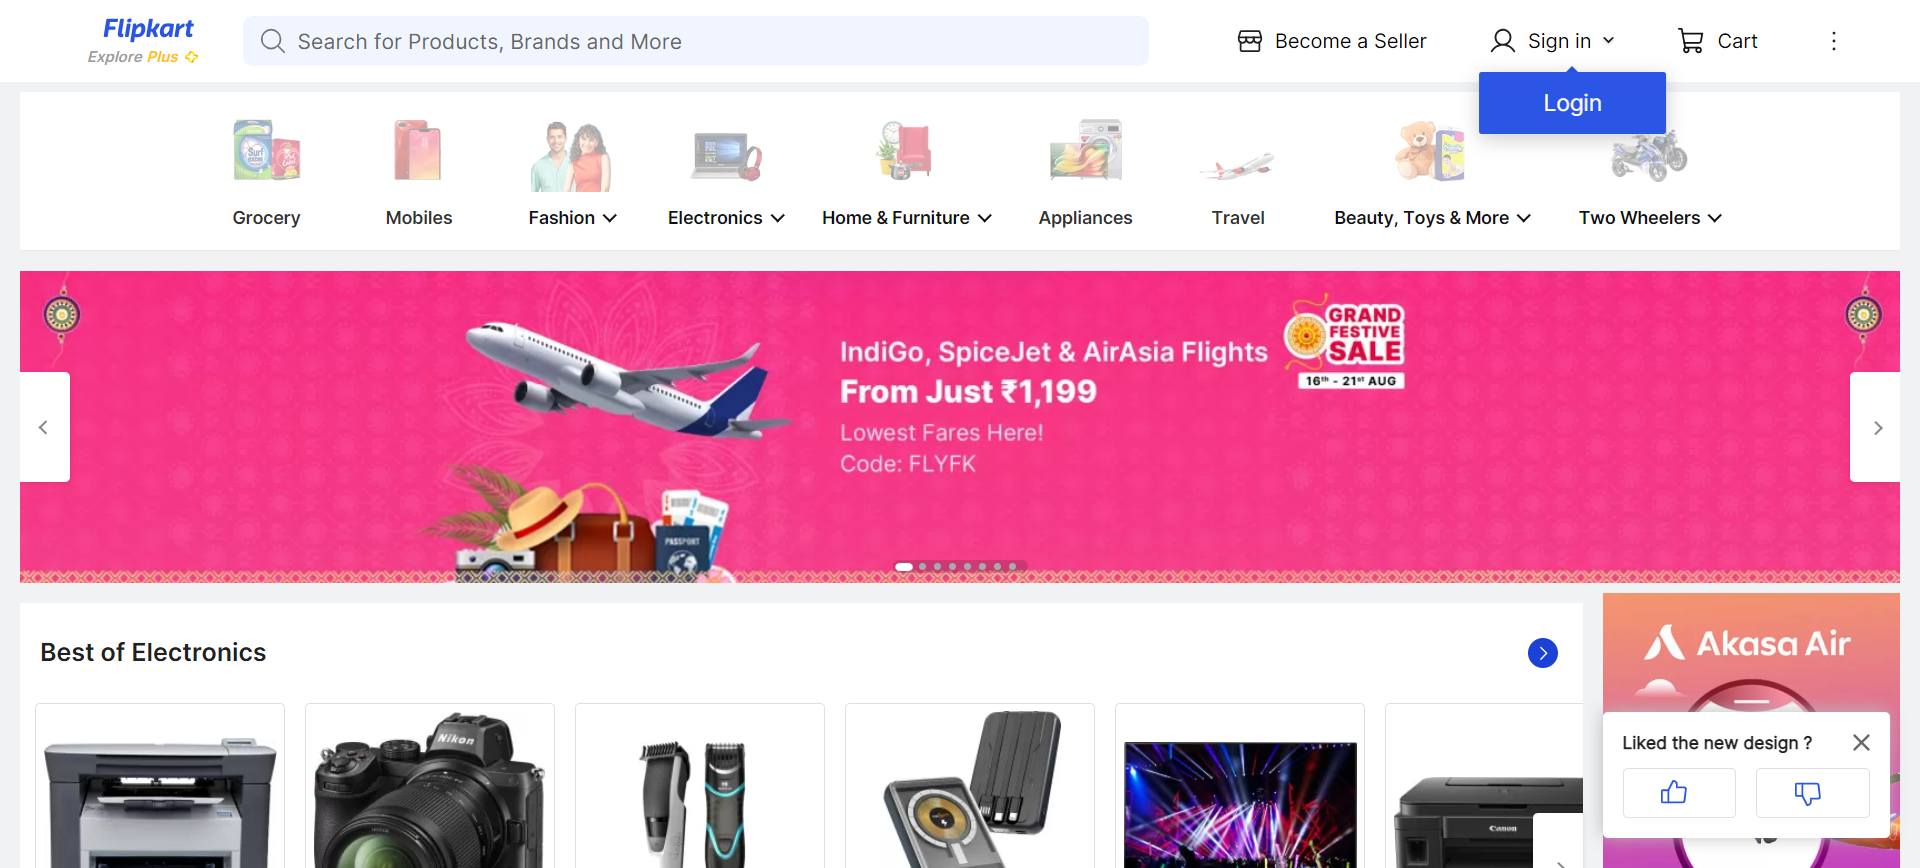 Flipkart
Explore Plus
Search for Products, Brands and More
Become a Seller
Sign in
Cart
Login
Surf excel
Grocery
Mobiles
Fashion
Electronics
Home & Furniture
Appliances
Travel
Beauty, Toys & More
Two Wheelers
IndiGo, SpiceJet & AirAsia Flights
From Just ₹1,199
Lowest Fares Here!
Code: FLYFK
GRAND
FESTIVE
SALE
16th - 21st AUG
PASSPORT
Best of Electronics
Nikon
Canon
Akasa Air
Liked the new design ?